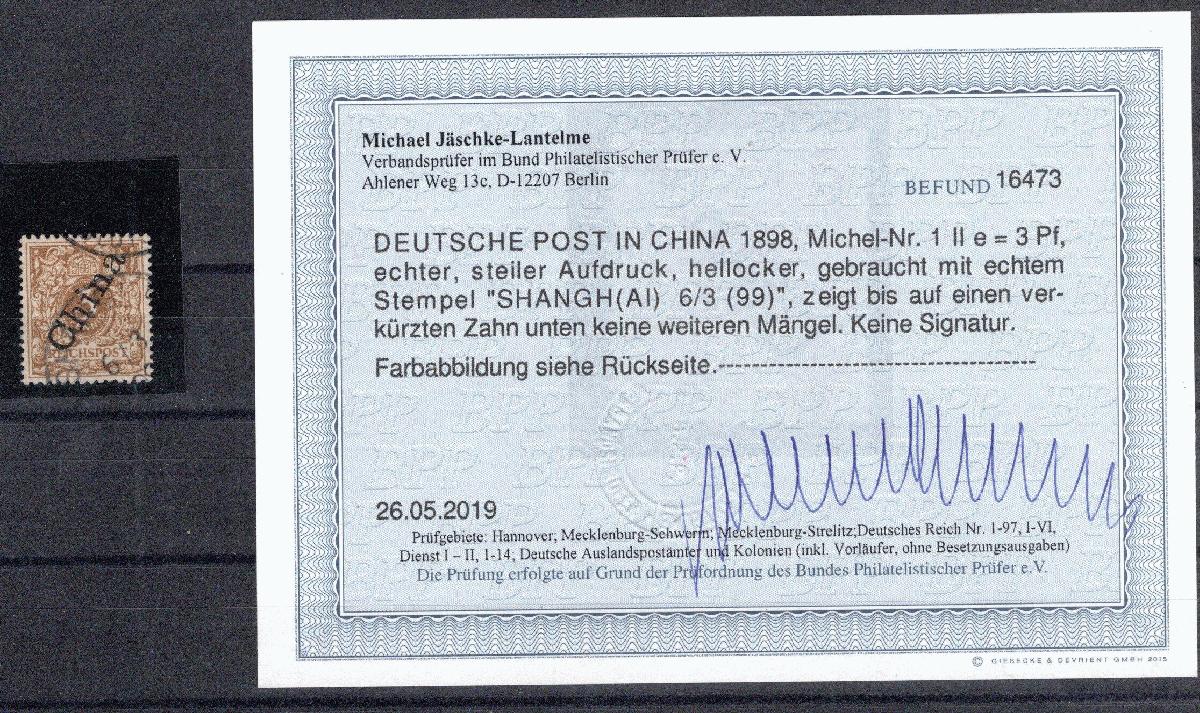 China
REICHSPOST
Michael Jäschke-Lantelme
Verbandsprüfer im Bund Philatelistischer Prüfer e. V.
Ahlener Weg 13c, D-12207 Berlin
BEFUND 16473
DEUTSCHE POST IN CHINA 1898, Michel-Nr. 1 II e = 3 Pf,
echter, steiler Aufdruck, hellocker, gebraucht mit echtem
Stempel "SHANGH(AI) 6/3 (99)", zeigt bis auf einen ver-
kürzten Zahn unten keine weiteren Mängel. Keine Signatur.
Farbabbildung siehe Rückseite.------------------------------------
26.05.2019
Prüfgebiete: Hannover; Mecklenburg-Schwerin; Mecklenburg-Strelitz;Deutsches Reich Nr. 1-97, I-VI,
Dienst I – II, 1-14; Deutsche Auslandspostämter und Kolonien (inkl. Vorläufer, ohne Besetzungsausgaben)
Die Prüfung erfolgte auf Grund der Prüfordnung des Bundes Philatelistischer Prüfer e.V.
© GIESECKE & DEVRIENT GMBH 2015